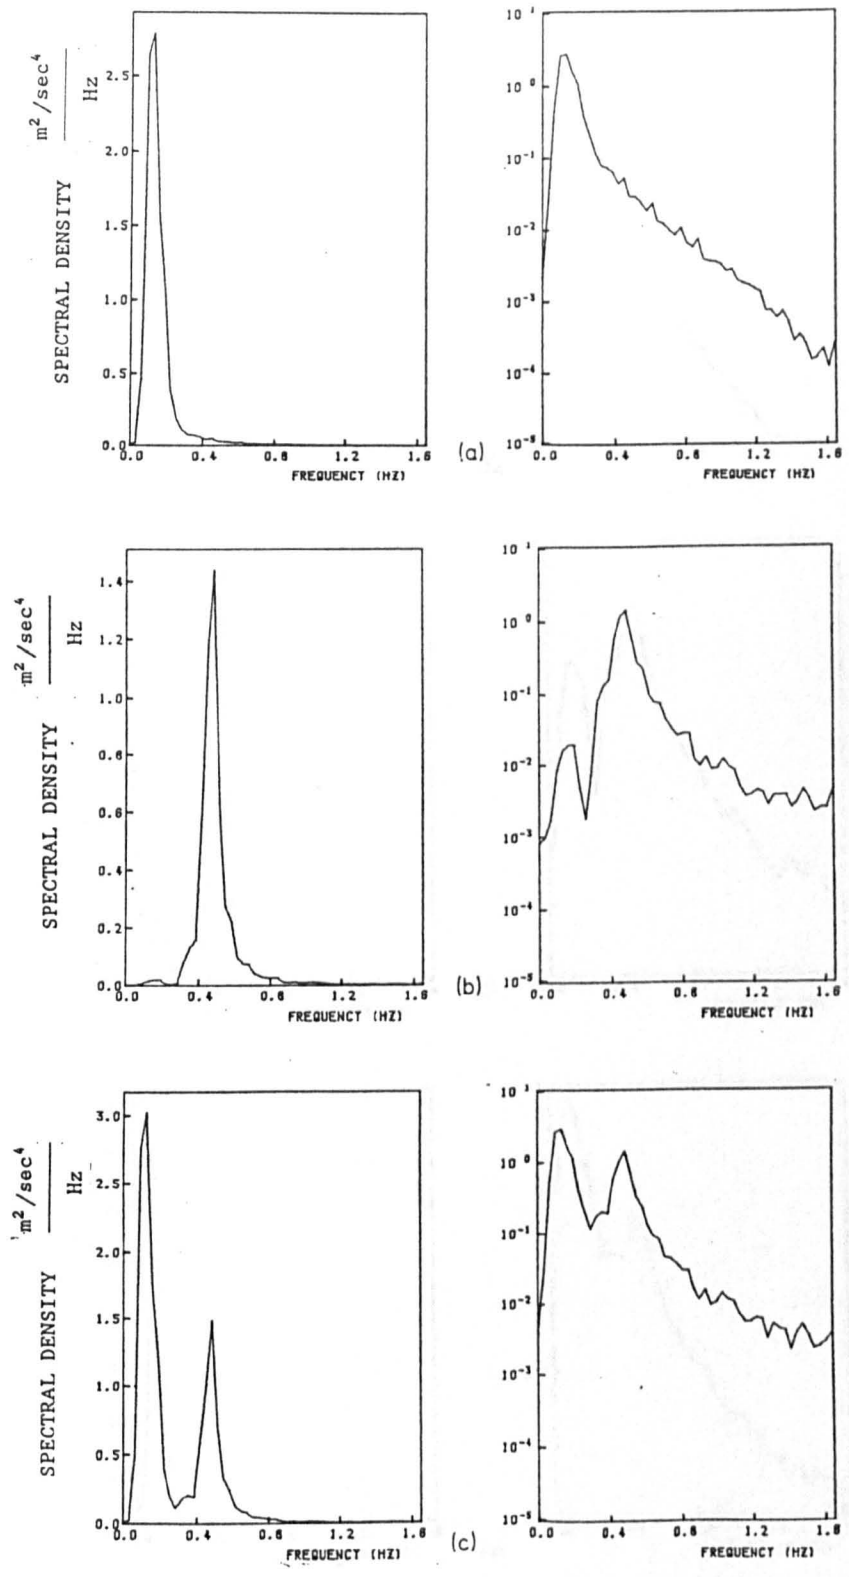 SPECTRAL DENSITY m²/sec⁴ Hz
2.5
2.0
1.5
1.0
0.5
0.0
0.0 0.4 0.8 1.2 1.6
FREQUENCT (HZ)
(a)
10¹
10⁰
10⁻¹
10⁻²
10⁻³
10⁻⁴
10⁻⁵
0.0 0.4 0.8 1.2 1.6
FREQUENCT (HZ)
SPECTRAL DENSITY m²/sec⁴ Hz
1.4
1.2
1.0
0.8
0.6
0.4
0.2
0.0
0.0 0.4 0.8 1.2 1.6
FREQUENCT (HZ)
(b)
10¹
10⁰
10⁻¹
10⁻²
10⁻³
10⁻⁴
10⁻⁵
0.0 0.4 0.8 1.2 1.6
FREQUENCT (HZ)
SPECTRAL DENSITY m²/sec⁴ Hz
3.0
2.5
2.0
1.5
1.0
0.5
0.0
0.0 0.4 0.8 1.2 1.6
FREQUENCT (HZ)
(c)
10¹
10⁰
10⁻¹
10⁻²
10⁻³
10⁻⁴
10⁻⁵
0.0 0.4 0.8 1.2 1.6
FREQUENCT (HZ)